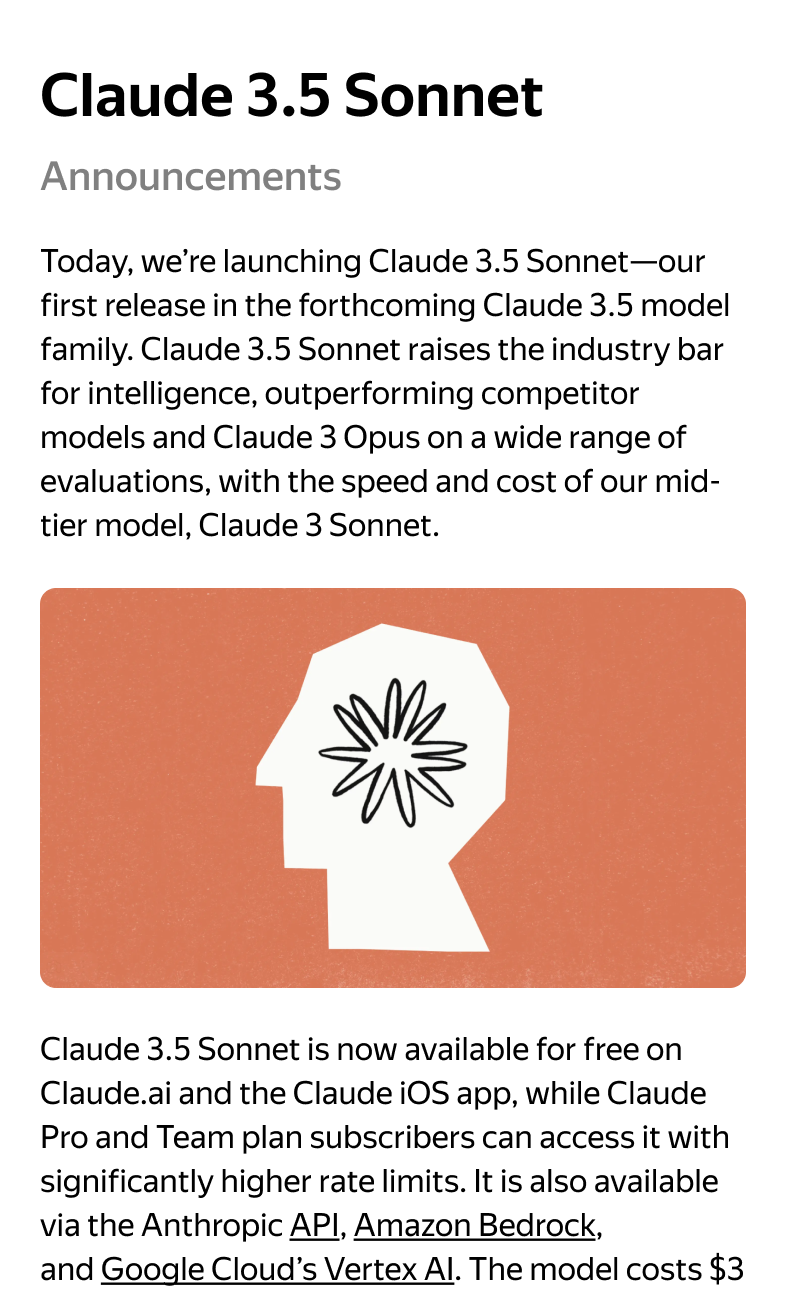 Claude 3.5 Sonnet
Announcements
Today, we’re launching Claude 3.5 Sonnet—our
first release in the forthcoming Claude 3.5 model
family. Claude 3.5 Sonnet raises the industry bar
for intelligence, outperforming competitor
models and Claude 3 Opus on a wide range of
evaluations, with the speed and cost of our mid-
tier model, Claude 3 Sonnet.
Claude 3.5 Sonnet is now available for free on
Claude.ai and the Claude iOS app, while Claude
Pro and Team plan subscribers can access it with
significantly higher rate limits. It is also available
via the Anthropic API, Amazon Bedrock,
and Google Cloud’s Vertex AI. The model costs $3